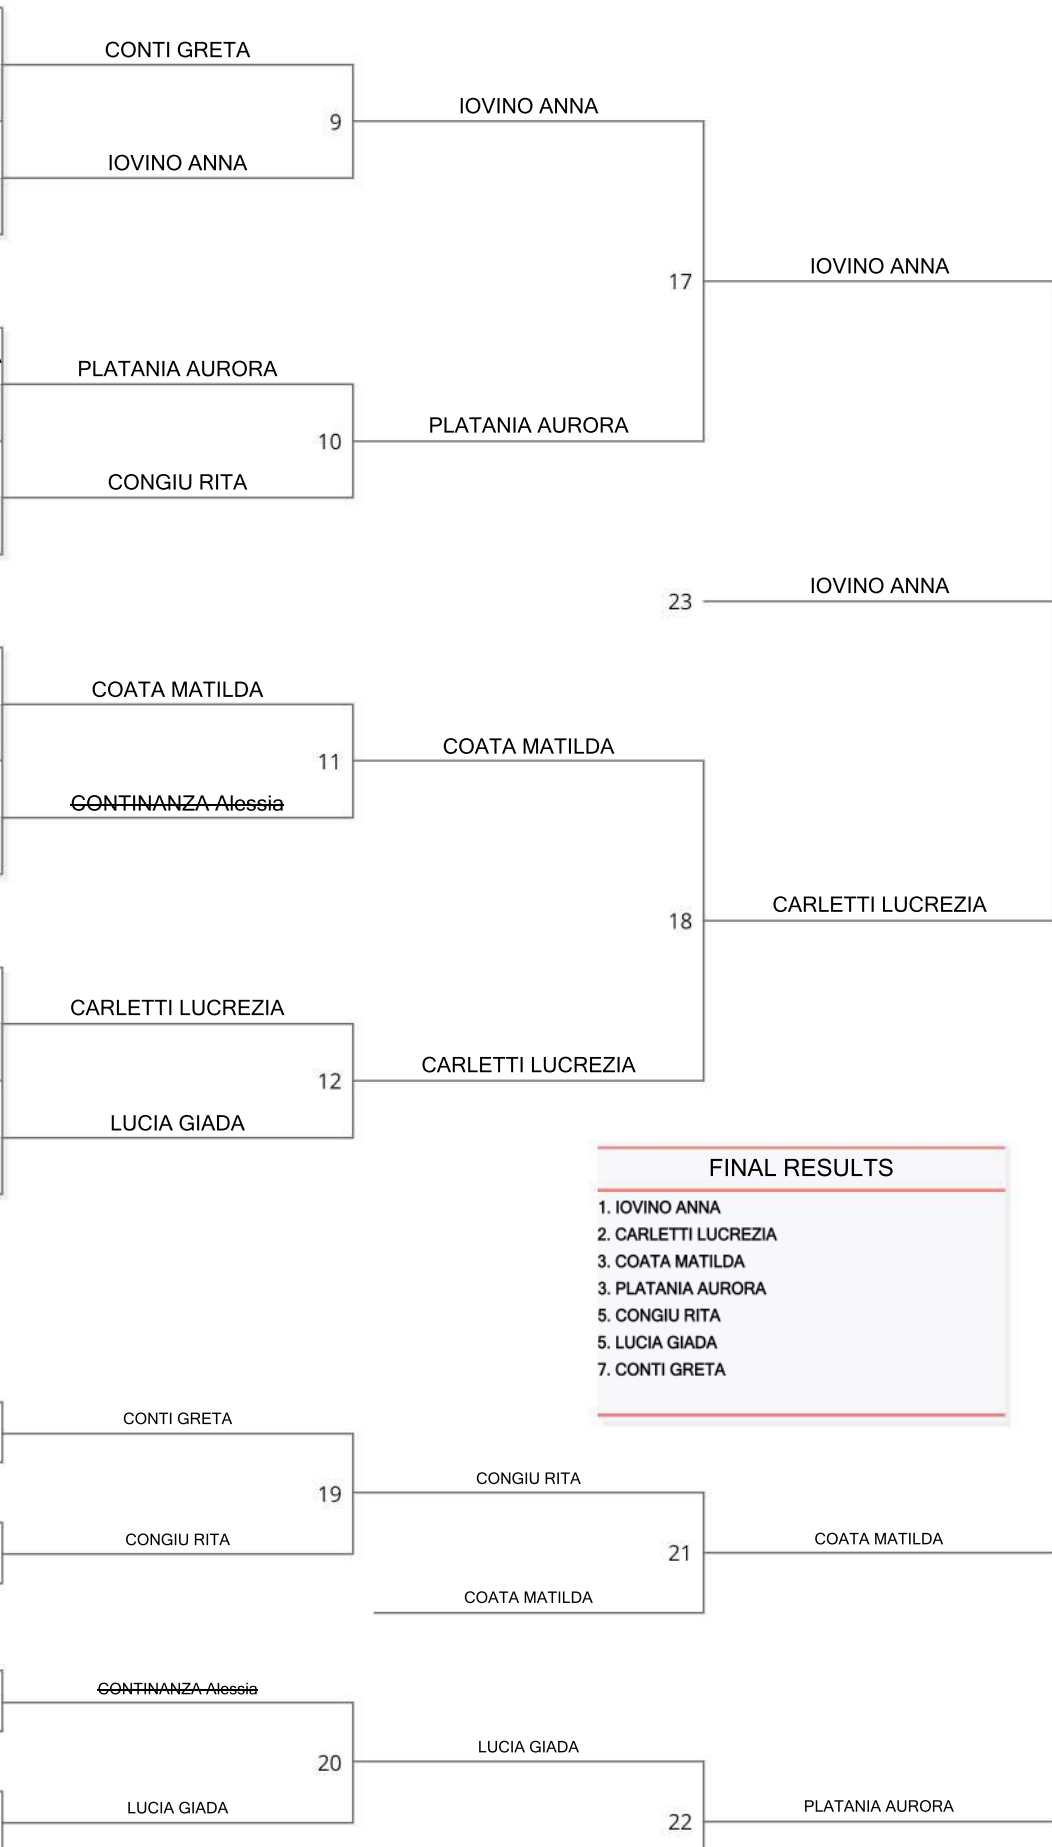 CONTI GRETA
IOVINO ANNA
9
IOVINO ANNA
IOVINO ANNA
17
PLATANIA AURORA
PLATANIA AURORA
10
CONGIU RITA
IOVINO ANNA
23
COATA MATILDA
COATA MATILDA
11
CONTINANZA Alessia
CARLETTI LUCREZIA
18
CARLETTI LUCREZIA
CARLETTI LUCREZIA
12
LUCIA GIADA
FINAL RESULTS
1. IOVINO ANNA
2. CARLETTI LUCREZIA
3. COATA MATILDA
3. PLATANIA AURORA
5. CONGIU RITA
5. LUCIA GIADA
7. CONTI GRETA
CONTI GRETA
CONGIU RITA
19
CONGIU RITA
COATA MATILDA
21
COATA MATILDA
CONTINANZA Alessia
LUCIA GIADA
20
LUCIA GIADA
PLATANIA AURORA
22